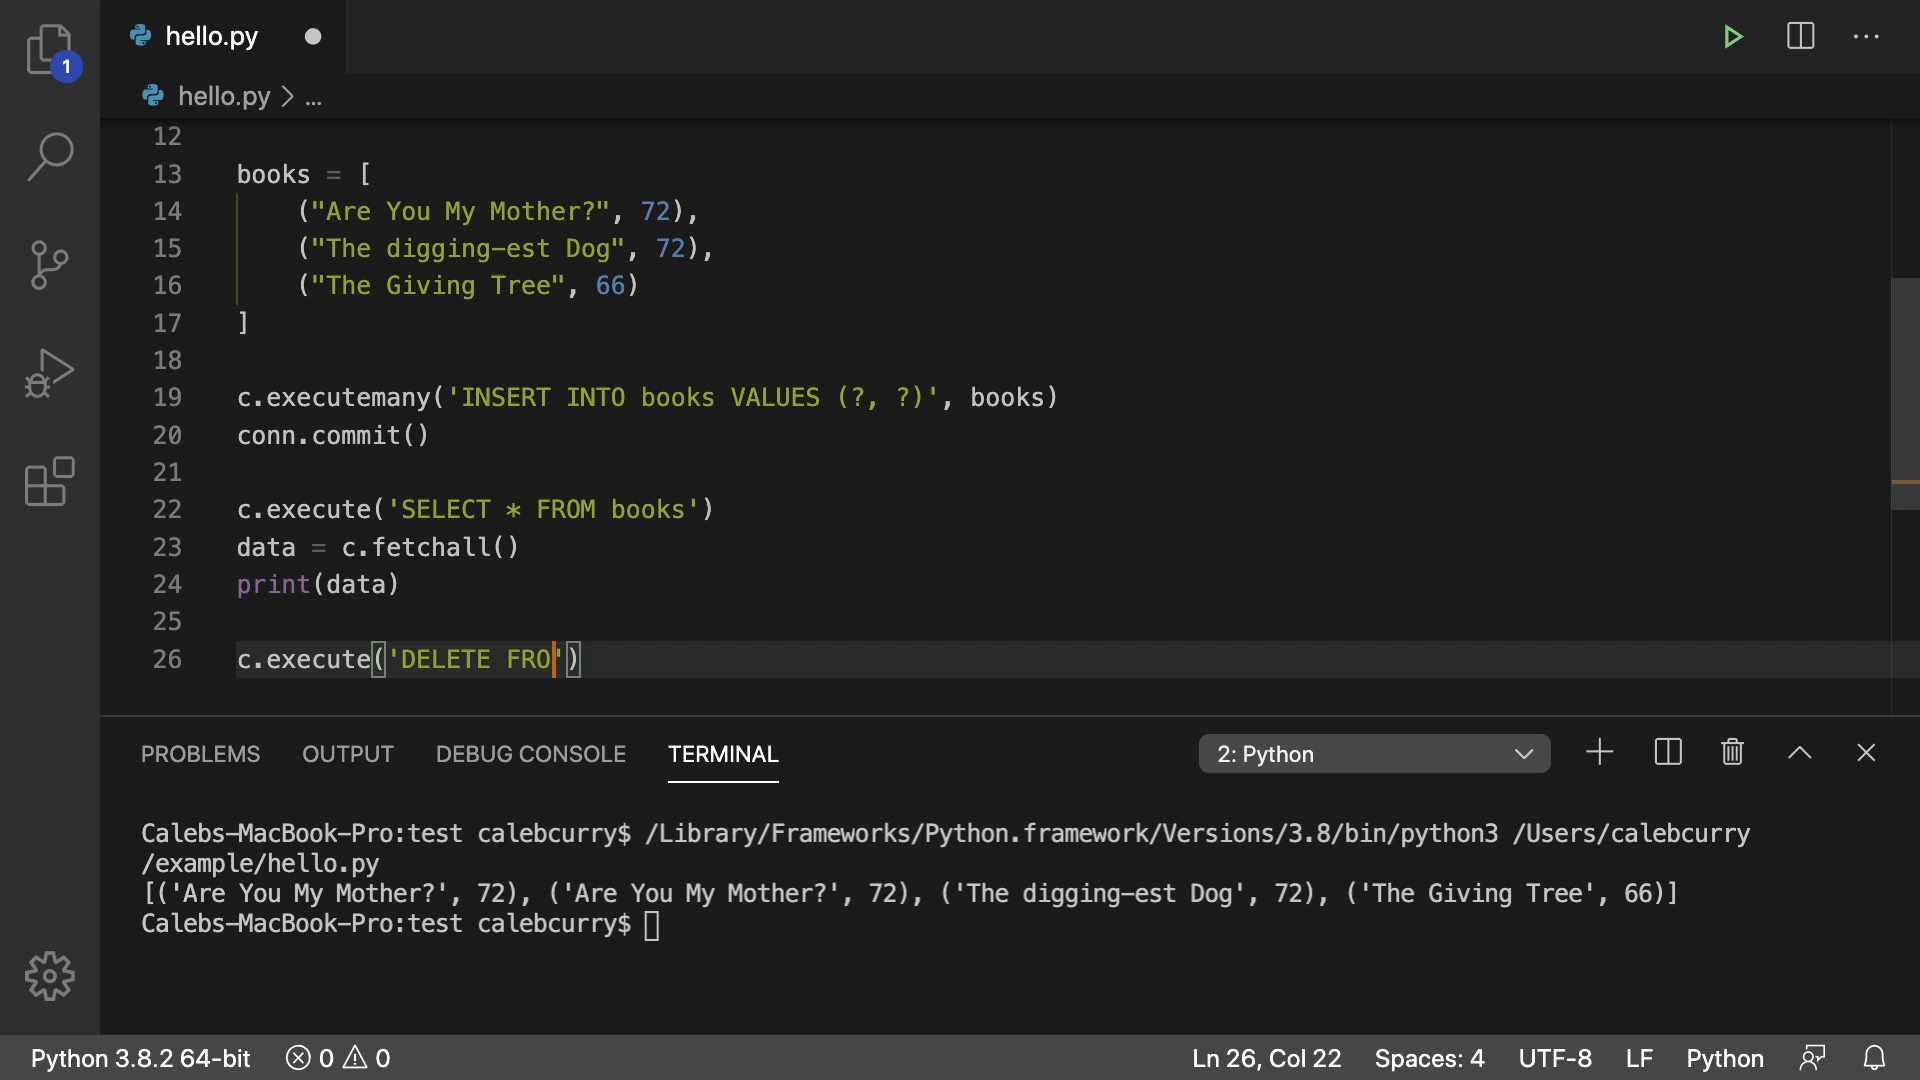 hello.py
1
hello.py > ...
12
13 books = [
14 ("Are You My Mother?", 72),
15 ("The digging-est Dog", 72),
16 ("The Giving Tree", 66)
17 ]
18
19 c.executemany('INSERT INTO books VALUES (?, ?)', books)
20 conn.commit()
21
22 c.execute('SELECT * FROM books')
23 data = c.fetchall()
24 print(data)
25
26 c.execute('DELETE FRO')
PROBLEMS OUTPUT DEBUG CONSOLE TERMINAL 2: Python
Calebs-MacBook-Pro:test calebcurry$ /Library/Frameworks/Python.framework/Versions/3.8/bin/python3 /Users/calebcurry
/example/hello.py
[('Are You My Mother?', 72), ('Are You My Mother?', 72), ('The digging-est Dog', 72), ('The Giving Tree', 66)]
Calebs-MacBook-Pro:test calebcurry$
Python 3.8.2 64-bit 0 0 Ln 26, Col 22 Spaces: 4 UTF-8 LF Python